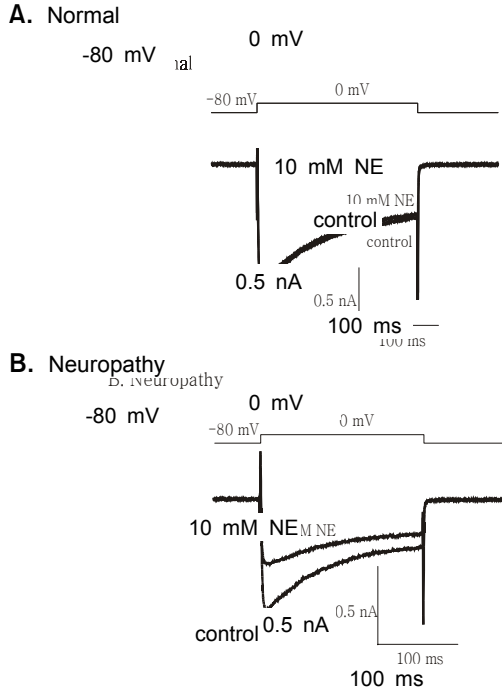 A. Normal
0 mV
-80 mV
nal
0 mV
-80 mV
10 mM NE
10 mM NE
control
control
0.5 nA
0.5 nA
100 ms
100 ms
B. Neuropathy
B. Neuropathy
0 mV
-80 mV
0 mV
-80 mV
10 mM NE M NE
0.5 nA
0.5 nA
control
100 ms
100 ms